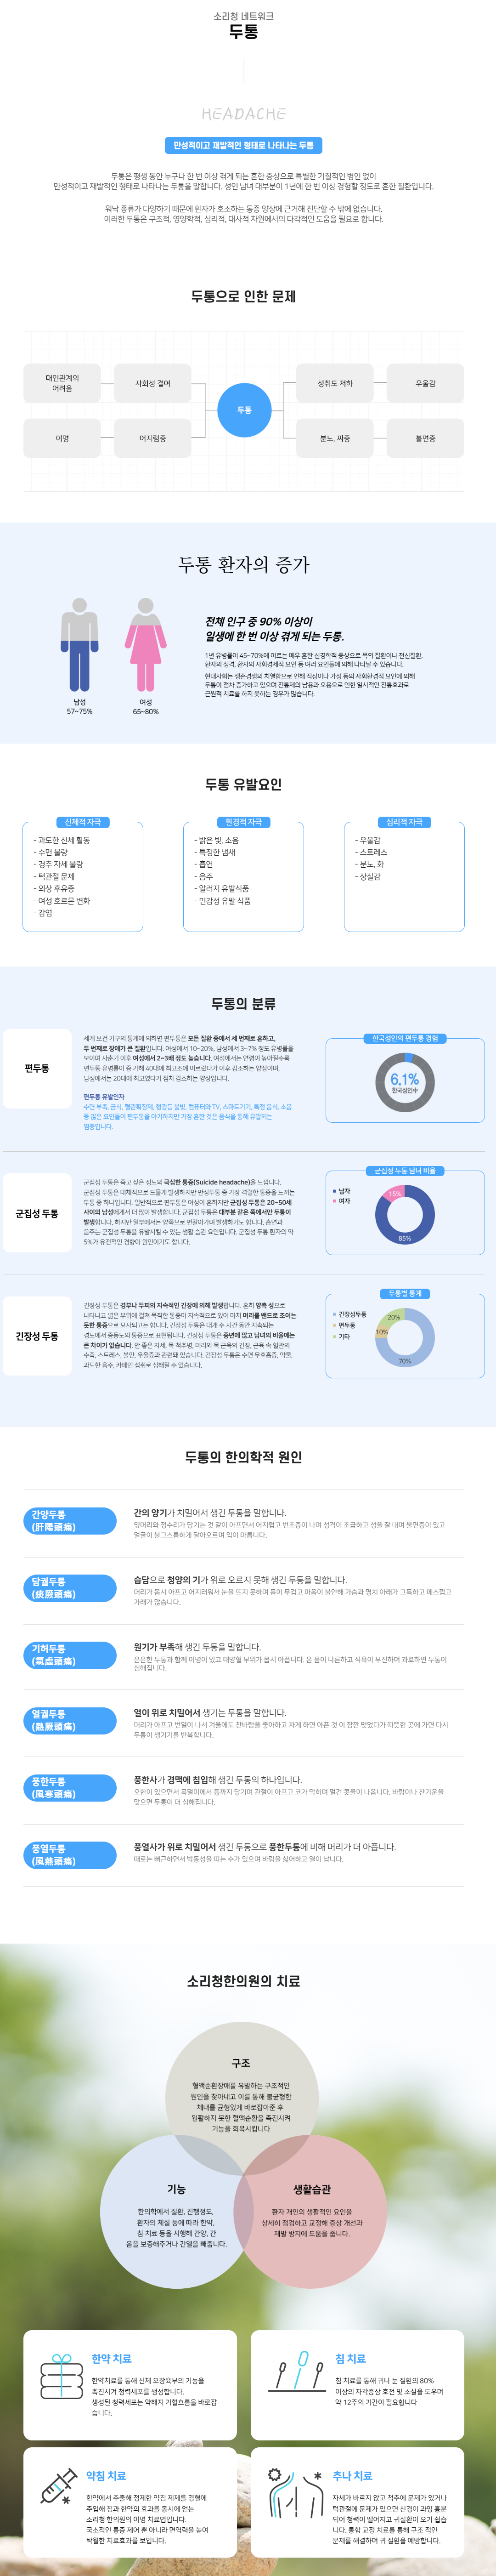 소리청 네트워크
두통
HEADACHE
만성적이고 재발적인 형태로 나타나는 두통
두통은 평생 동안 누구나 한 번 이상 겪게 되는 흔한 증상으로 특별한 기질적인 병인 없이
만성적이고 재발적인 형태로 나타나는 두통을 말합니다. 성인 남녀 대부분이 1년에 한 번 이상 경험할 정도로 흔한 질환입니다.
워낙 종류가 다양하기 때문에 환자가 호소하는 통증 양상에 근거해 진단할 수 밖에 없습니다.
이러한 두통은 구조적, 영양학적, 심리적, 대사적 차원에서의 다각적인 도움을 필요로 합니다.
두통으로 인한 문제
대인관계의
어려움
사회성 결여
두통
성취도 저하
우울감
이명
어지럼증
분노, 짜증
불면증
두통 환자의 증가
남성
57~75%
여성
65~80%
전체 인구 중 90% 이상이
일생에 한 번 이상 겪게 되는 두통.
1년 유병률이 45~70%에 이르는 매우 흔한 신경학적 증상으로 목의 질환이나 전신질환,
환자의 성격, 환자의 사회경제적 요인 등 여러 요인들에 의해 나타날 수 있습니다.
현대사회는 생존경쟁의 치열함으로 인해 직장이나 가정 등의 사회환경적 요인에 의해
두통이 점차 증가하고 있으며 진통제의 남용과 오용으로 인한 일시적인 진통효과로
근원적 치료를 하지 못하는 경우가 많습니다.
두통 유발요인
신체적 자극
- 과도한 신체 활동
- 수면 불량
- 경추 자세 불량
- 턱관절 문제
- 외상 후유증
- 여성 호르몬 변화
- 감염
환경적 자극
- 밝은 빛, 소음
- 특정한 냄새
- 흡연
- 음주
- 알러지 유발식품
- 민감성 유발 식품
심리적 자극
- 우울감
- 스트레스
- 분노, 화
- 상실감
두통의 분류
편두통
세계 보건 기구의 통계에 의하면 편두통은 모든 질환 중에서 세 번째로 흔하고,
두 번째로 장애가 큰 질환입니다. 여성에서 10~20%, 남성에서 3~7% 정도 유병률을
보이며 사춘기 이후 여성에서 2~3배 정도 높습니다. 여성에서는 연령이 높아질수록
편두통 유병률이 증가해 40대에 최고조에 이르렀다가 이후 감소하는 양상이며,
남성에서는 20대에 최고였다가 점차 감소하는 양상입니다.
편두통 유발인자
수면 부족, 금식, 혈관확장제, 형광등 불빛, 컴퓨터와 TV, 스마트기기, 특정 음식, 소음
등 많은 요인들이 편두통을 야기하지만 가장 흔한 것은 음식을 통해 유발되는
염증입니다.
한국성인의 편두통 경험
6.1%
한국성인中
군집성 두통
군집성 두통은 죽고 싶은 정도의 극심한 통증(Suicide headache)을 느낍니다.
군집성 두통은 대체적으로 드물게 발생하지만 만성두통 중 가장 격렬한 통증을 느끼는
두통 중 하나입니다. 일반적으로 편두통은 여성이 흔하지만 군집성 두통은 20~50세
사이의 남성에게서 더 많이 발생합니다. 군집성 두통은 대부분 같은 쪽에서만 두통이
발생합니다. 하지만 일부에서는 양쪽으로 번갈아가며 발생하기도 합니다. 흡연과
음주는 군집성 두통을 유발시킬 수 있는 생활 습관 요인입니다. 군집성 두통 환자의 약
5%가 유전적인 경향이 원인이기도 합니다.
군집성 두통 남녀 비율
남자
여자
15%
85%
긴장성 두통
긴장성 두통은 경부나 두피의 지속적인 긴장에 의해 발생합니다. 흔히 양측 성으로
나타나고 넓은 부위에 걸쳐 묵직한 통증이 지속적으로 있어 마치 머리를 밴드로 조이는
듯한 통증으로 묘사되고는 합니다. 긴장성 두통은 대게 수 시간 동안 지속되는
경도에서 중등도의 통증으로 표현됩니다. 긴장성 두통은 중년에 많고 남녀의 비율에는
큰 차이가 없습니다. 안 좋은 자세, 목 척추병, 머리와 목 근육의 긴장, 근육 속 혈관의
수축, 스트레스, 불안, 우울증과 관련돼 있습니다. 긴장성 두통은 수면 무호흡증, 약물,
과도한 음주, 카페인 섭취로 심해질 수 있습니다.
두통별 통계
긴장성두통
편두통
기타
20%
10%
70%
두통의 한의학적 원인
간양두통
(肝陽頭痛)
간의 양기가 치밀어서 생긴 두통을 말합니다.
옆머리와 정수리가 당기는 것 같이 아프면서 어지럽고 번조증이 나며 성격이 조급하고 성을 잘 내며 불면증이 있고
얼굴이 불그스름하게 달아오르며 입이 마릅니다.
담궐두통
(痰厥頭痛)
습담으로 청양의 기가 위로 오르지 못해 생긴 두통을 말합니다.
머리가 몹시 아프고 어지러워서 눈을 뜨지 못하며 몸이 무겁고 마음이 불안해 가슴과 명치 아래가 그득하고 메스껍고
가래가 많습니다.
기허두통
(氣虛頭痛)
원기가 부족해 생긴 두통을 말합니다.
은은한 두통과 함께 이명이 있고 태양혈 부위가 몹시 아픕니다. 온 몸이 나른하고 식욕이 부진하며 과로하면 두통이
심해집니다.
열궐두통
(熱厥頭痛)
열이 위로 치밀어서 생기는 두통을 말합니다.
머리가 아프고 번열이 나서 겨울에도 찬바람을 좋아하고 차게 하면 아픈 것 이 잠깐 멎었다가 따뜻한 곳에 가면 다시
두통이 생기기를 반복합니다.
풍한두통
(風寒頭痛)
풍한사가 경맥에 침입해 생긴 두통의 하나입니다.
오한이 있으면서 목덜미에서 등까지 당기며 관절이 아프고 코가 막히며 멀건 콧물이 나옵니다. 바람이나 찬기운을
맞으면 두통이 더 심해집니다.
풍열두통
(風熱頭痛)
풍열사가 위로 치밀어서 생긴 두통으로 풍한두통에 비해 머리가 더 아픕니다.
때로는 뻐근하면서 박동성을 띠는 수가 있으며 바람을 싫어하고 열이 납니다.
소리청한의원의 치료
구조
혈액순환장애를 유발하는 구조적인
원인을 찾아내고 이를 통해 불균형한
체내를 균형있게 바로잡아준 후
원활하지 못한 혈액순환을 촉진시켜
기능을 회복시킵니다
기능
한의학에서 질환, 진행정도,
환자의 체질 등에 따라 한약,
침 치료 등을 시행해 간양, 간
음을 보충해주거나 간열을 빼줍니다.
생활습관
환자 개인의 생활적인 요인을
상세히 점검하고 교정해 증상 개선과
재발 방지에 도움을 줍니다.
한약 치료
한약치료를 통해 신체 오장육부의 기능을
촉진시켜 청력세포를 생성합니다.
생성된 청력세포는 약해지 기혈흐름을 바로잡
습니다.
침 치료
침 치료를 통해 귀나 눈 질환의 80%
이상의 자각증상 호전 및 소실을 도우며
약 12주의 기간이 필요합니다
약침 치료
한약에서 추출해 정제한 약침 제제를 경혈에
주입해 침과 한약의 효과를 동시에 얻는
소리청 한의원의 이명 치료법입니다.
국소적인 통증 제어 뿐 아니라 면역력을 높여
탁월한 치료효과를 보입니다.
추나 치료
자세가 바르지 않고 척추에 문제가 있거나
턱관절에 문제가 있으면 신경이 과잉 흥분
되어 청력이 떨어지고 귀질환이 오기 쉽습니
다. 통합 교정 치료를 통해 구조 적인
문제를 해결하며 귀 질환을 예방합니다.